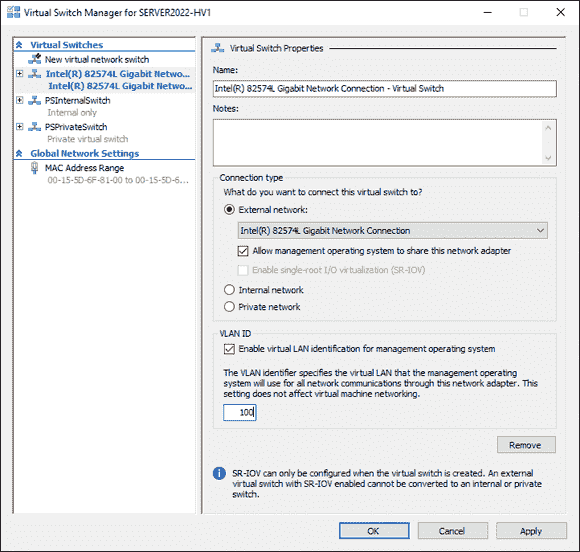 Virtual Switch Manager for SERVER2022-HV1
Virtual Switches
New virtual network switch
Intel(R) 82574L Gigabit Netwo...
Intel(R) 82574L Gigabit Netwo...
PSInternalSwitch
Internal only
PSPrivateSwitch
Private virtual switch
Global Network Settings
MAC Address Range
00-15-5D-6F-81-00 to 00-15-5D-6...
Virtual Switch Properties
Name:
Intel(R) 82574L Gigabit Network Connection - Virtual Switch
Notes:
Connection type
What do you want to connect this virtual switch to?
External network:
Intel(R) 82574L Gigabit Network Connection
Allow management operating system to share this network adapter
Enable single-root I/O virtualization (SR-IOV)
Internal network
Private network
VLAN ID
Enable virtual LAN identification for management operating system
The VLAN identifier specifies the virtual LAN that the management operating
system will use for all network communications through this network adapter. This
setting does not affect virtual machine networking.
100
Remove
SR-IOV can only be configured when the virtual switch is created. An external
virtual switch with SR-IOV enabled cannot be converted to an internal or private
switch.
OK
Cancel
Apply